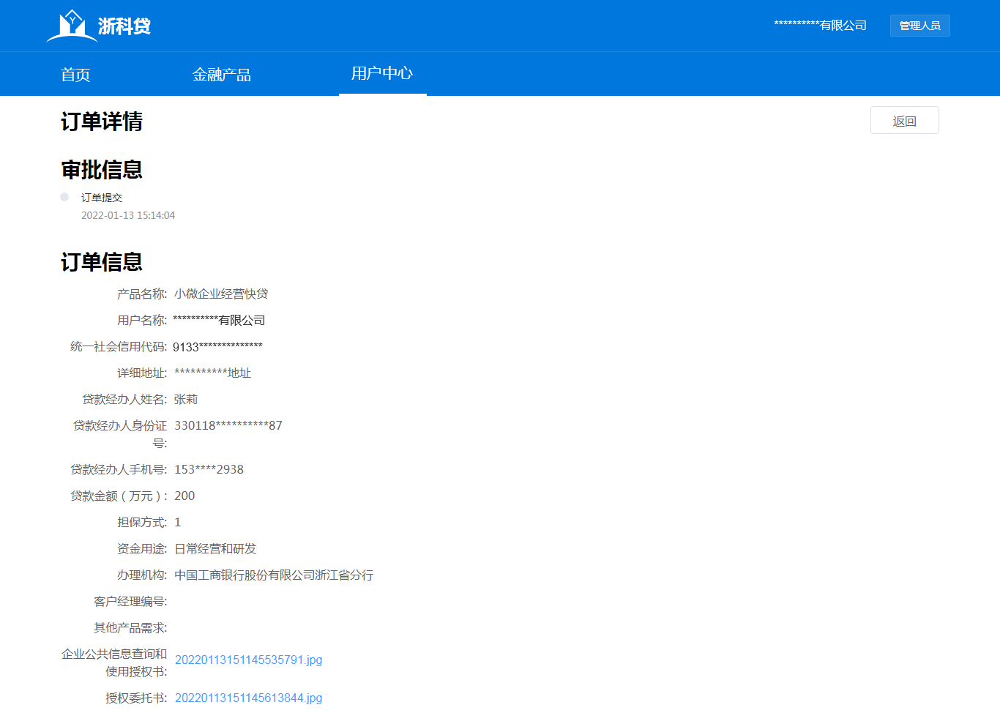 浙科贷
**********有限公司
管理人员
首页
金融产品
用户中心
订单详情
返回
审批信息
订单提交
2022-01-13 15:14:04
订单信息
产品名称: 小微企业经营快贷
用户名称: **********有限公司
统一社会信用代码: 9133**************
详细地址: **********地址
贷款经办人姓名: 张莉
贷款经办人身份证 330118**********87
号:
贷款经办人手机号: 153****2938
贷款金额（万元）: 200
担保方式: 1
资金用途: 日常经营和研发
办理机构: 中国工商银行股份有限公司浙江省分行
客户经理编号:
其他产品需求:
企业公共信息查询和
使用授权书: 20220113151145535791.jpg
授权委托书: 20220113151145613844.jpg